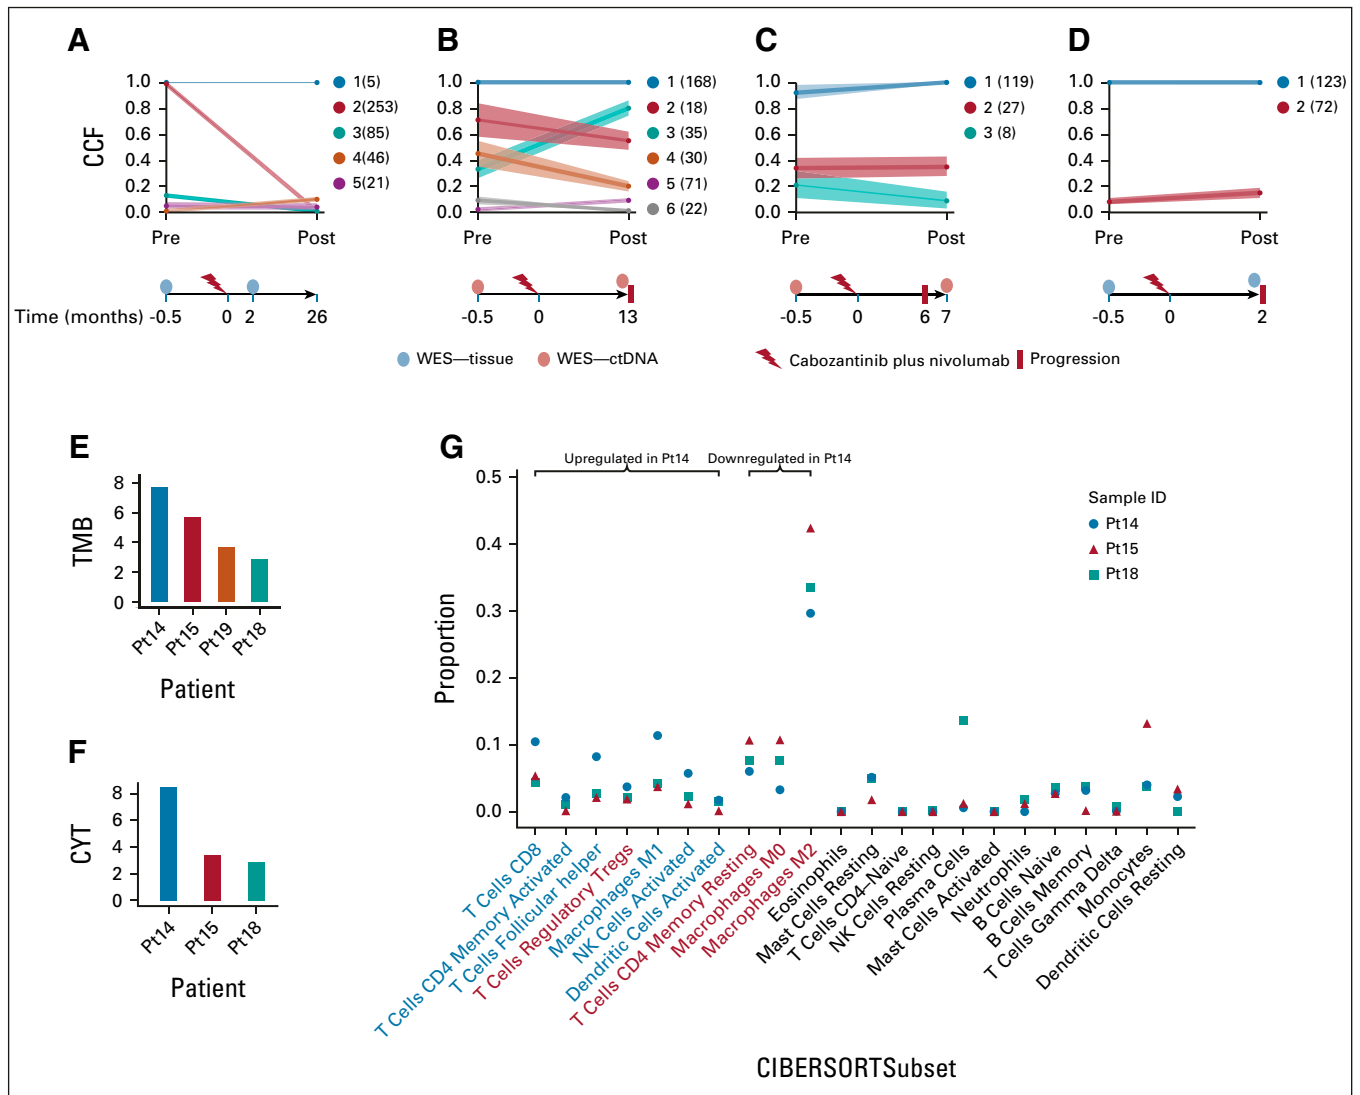 A
B
C
D
CCF
1.0
0.8
0.6
0.4
0.2
0.0
Pre
Post
1(5)
2(253)
3(85)
4(46)
5(21)
1.0
0.8
0.6
0.4
0.2
0.0
Pre
Post
1 (168)
2 (18)
3 (35)
4 (30)
5 (71)
6 (22)
1.0
0.8
0.6
0.4
0.2
0.0
Pre
Post
1 (119)
2 (27)
3 (8)
1.0
0.8
0.6
0.4
0.2
0.0
Pre
Post
1 (123)
2 (72)
Time (months)
-0.5 0 2 26
-0.5 0 13
-0.5 0 6 7
-0.5 0 2
WES—tissue
WES—ctDNA
Cabozantinib plus nivolumab
Progression
E
TMB
8
6
4
2
0
Pt14
Pt15
Pt19
Pt18
Patient
F
CYT
8
6
4
2
0
Pt14
Pt15
Pt18
Patient
G
Upregulated in Pt14
Downregulated in Pt14
Proportion
0.5
0.4
0.3
0.2
0.1
0.0
Sample ID
Pt14
Pt15
Pt18
T Cells CD8
T Cells CD4 Memory Activated
T Cells Follicular helper
T Cells Regulatory Tregs
Macrophages M1
NK Cells Activated
Dendritic Cells Activated
T Cells CD4 Memory Resting
Macrophages M0
Macrophages M2
Eosinophils
Mast Cells Resting
T Cells CD4–Naive
NK Cells Resting
Plasma Cells
Mast Cells Activated
Neutrophils
B Cells Naive
B Cells Memory
T Cells Gamma Delta
Monocytes
Dendritic Cells Resting
CIBERSORTSubset